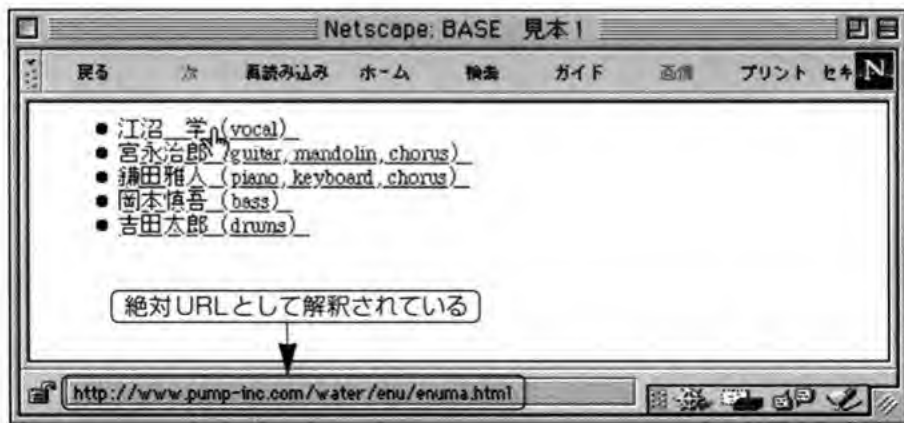 Netscape: BASE 見本1
戻る 次 再読み込み ホーム 検索 ガイド 画像 プリント セキ N
● 江沼 学 (vocal)
● 宮永治郎 (guitar, mandolin, chorus)
● 鎌田雅人 (piano, keyboard, chorus)
● 岡本慎吾 (bass)
● 吉田太郎 (drums)
絶対URLとして解釈されている
http://www.pump-inc.com/water/enu/enuma.html